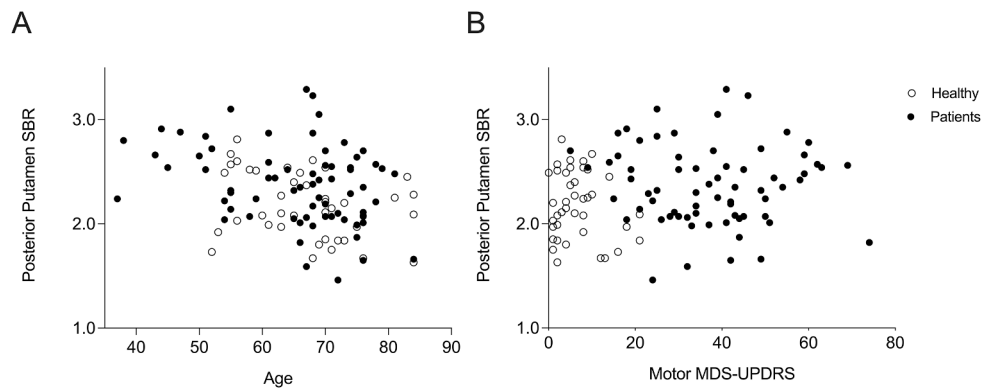 A
B
Posterior Putamen SBR
3.0
2.0
1.0
40
50
60
70
80
90
Age
Posterior Putamen SBR
3.0
2.0
1.0
0
20
40
60
80
Motor MDS-UPDRS
Healthy
Patients